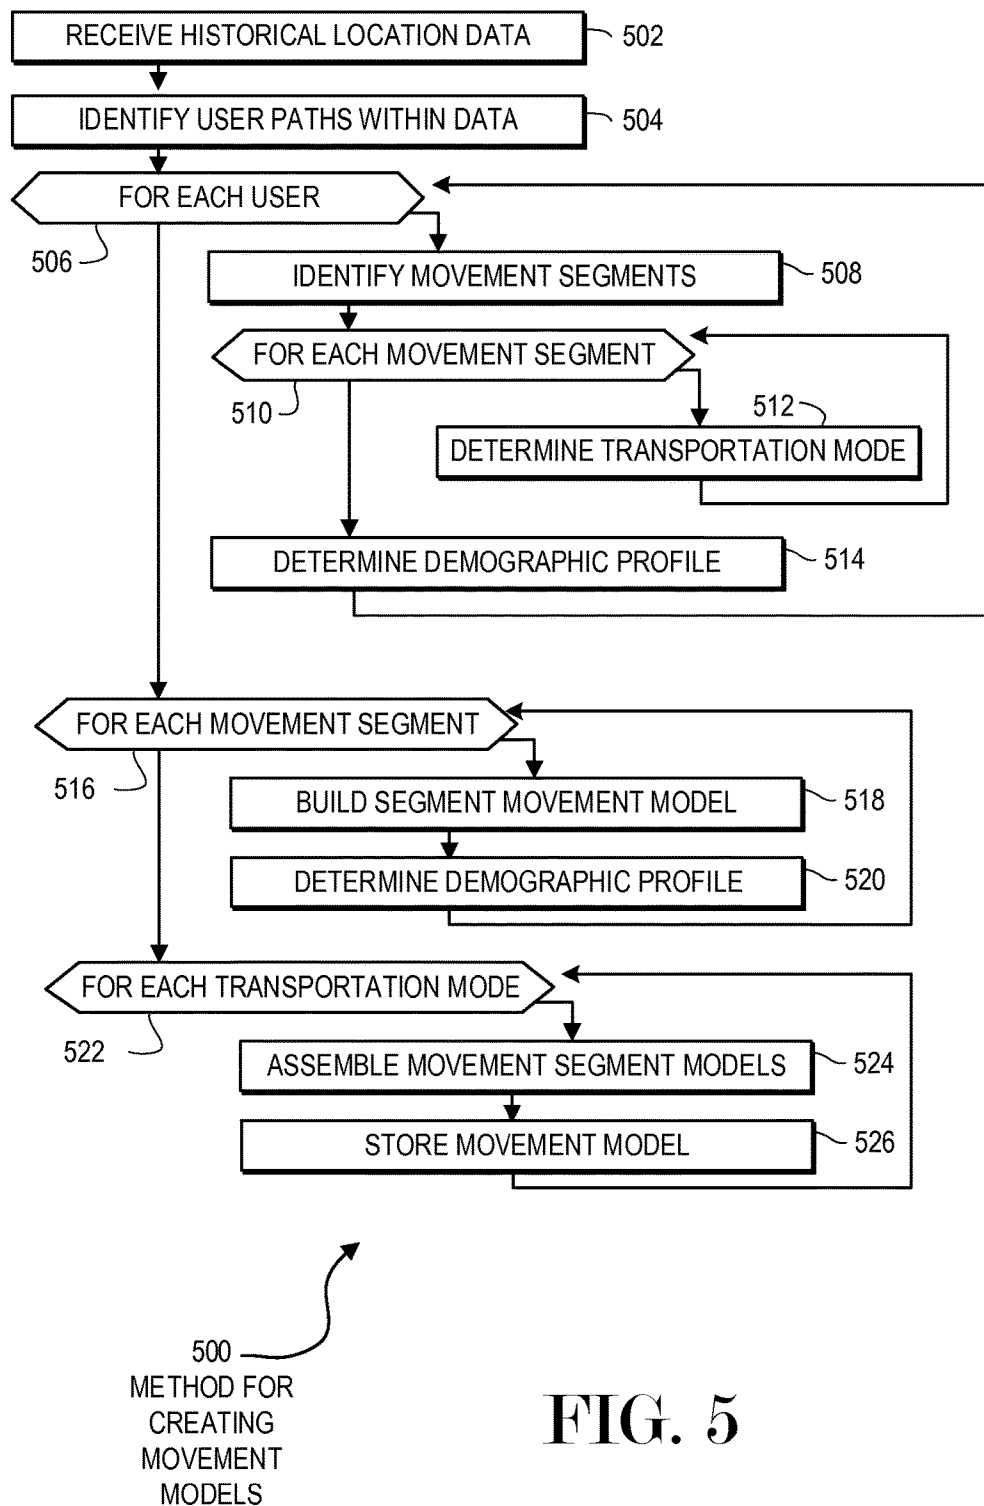 RECEIVE HISTORICAL LOCATION DATA
502
IDENTIFY USER PATHS WITHIN DATA
504
FOR EACH USER
506
IDENTIFY MOVEMENT SEGMENTS
508
FOR EACH MOVEMENT SEGMENT
510
512
DETERMINE TRANSPORTATION MODE
DETERMINE DEMOGRAPHIC PROFILE
514
FOR EACH MOVEMENT SEGMENT
516
BUILD SEGMENT MOVEMENT MODEL
518
DETERMINE DEMOGRAPHIC PROFILE
520
FOR EACH TRANSPORTATION MODE
522
ASSEMBLE MOVEMENT SEGMENT MODELS
524
STORE MOVEMENT MODEL
526
500
METHOD FOR
CREATING
MOVEMENT
MODELS
FIG. 5